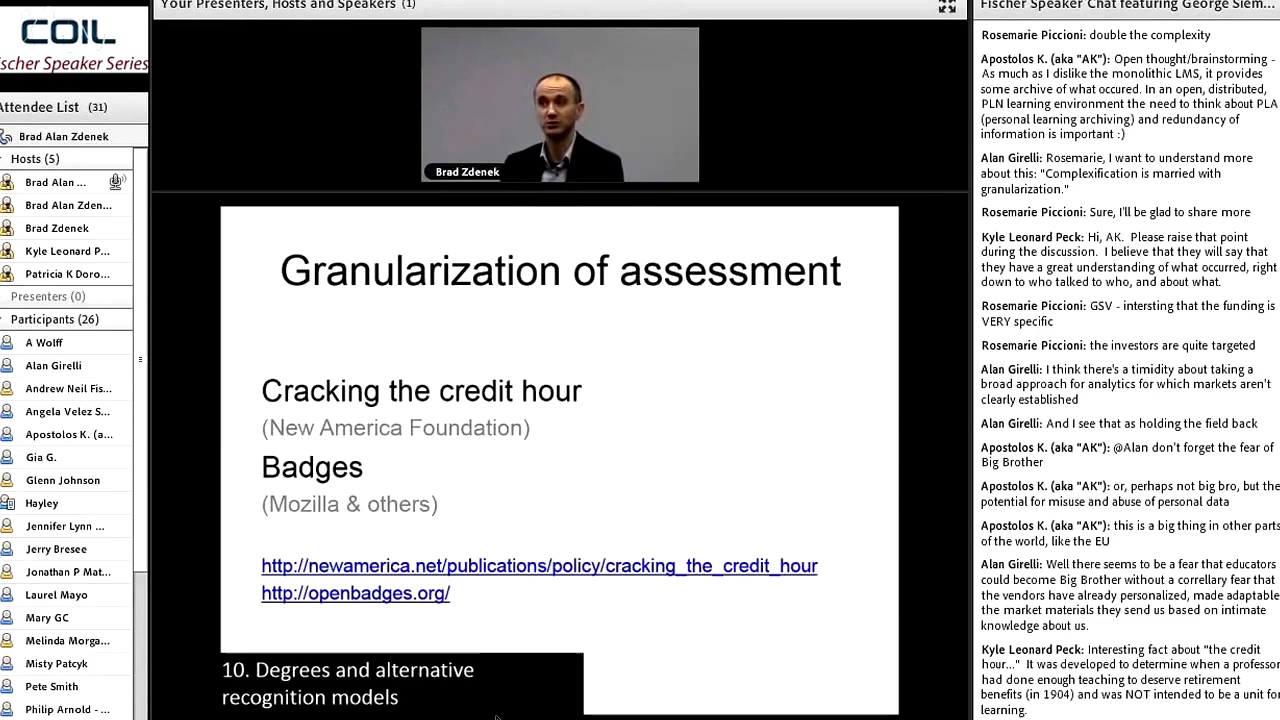 Your Presenters, Hosts and Speakers (1)
Fischer Speaker Chat featuring George Siem...
COIL
Fischer Speaker Series
Attendee List (31)
Brad Alan Zdenek
Hosts (5)
Brad Alan ...
Brad Alan Zden...
Brad Zdenek
Kyle Leonard P...
Patricia K Doro...
Presenters (0)
Participants (26)
A Wolff
Alan Girelli
Andrew Neil Fis...
Angela Velez S...
Apostolos K. (a...
Gia G.
Glenn Johnson
Hayley
Jennifer Lynn ...
Jerry Bresee
Jonathan P Mat...
Laurel Mayo
Mary GC
Melinda Morga...
Misty Patcyk
Pete Smith
Philip Arnold - ...
Brad Zdenek
Granularization of assessment
Cracking the credit hour
(New America Foundation)
Badges
(Mozilla & others)
http://newamerica.net/publications/policy/cracking_the_credit_hour
http://openbadges.org/
10. Degrees and alternative
recognition models
Rosemarie Piccioni: double the complexity
Apostolos K. (aka "AK"): Open thought/brainstorming -
As much as I dislike the monolithic LMS, it provides
some archive of what occured. In an open, distributed,
PLN learning environment the need to think about PLA
(personal learning archiving) and redundancy of
information is important :)
Alan Girelli: Rosemarie, I want to understand more
about this: "Complexification is married with
granularization."
Rosemarie Piccioni: Sure, I'll be glad to share more
Kyle Leonard Peck: Hi, AK. Please raise that point
during the discussion. I believe that they will say that
they have a great understanding of what occurred, right
down to who talked to who, and about what.
Rosemarie Piccioni: GSV - intersting that the funding is
VERY specific
Rosemarie Piccioni: the investors are quite targeted
Alan Girelli: I think there's a timidity about taking a
broad approach for analytics for which markets aren't
clearly established
Alan Girelli: And I see that as holding the field back
Apostolos K. (aka "AK"): @Alan don't forget the fear of
Big Brother
Apostolos K. (aka "AK"): or, perhaps not big bro, but the
potential for misuse and abuse of personal data
Apostolos K. (aka "AK"): this is a big thing in other parts
of the world, like the EU
Alan Girelli: Well there seems to be a fear that educators
could become Big Brother without a correllary fear that
the vendors have already personalized, made adaptable
the market materials they send us based on intimate
knowledge about us.
Kyle Leonard Peck: Interesting fact about "the credit
hour..." It was developed to determine when a professor
had done enough teaching to deserve retirement
benefits (in 1904) and was NOT intended to be a unit for
learning.